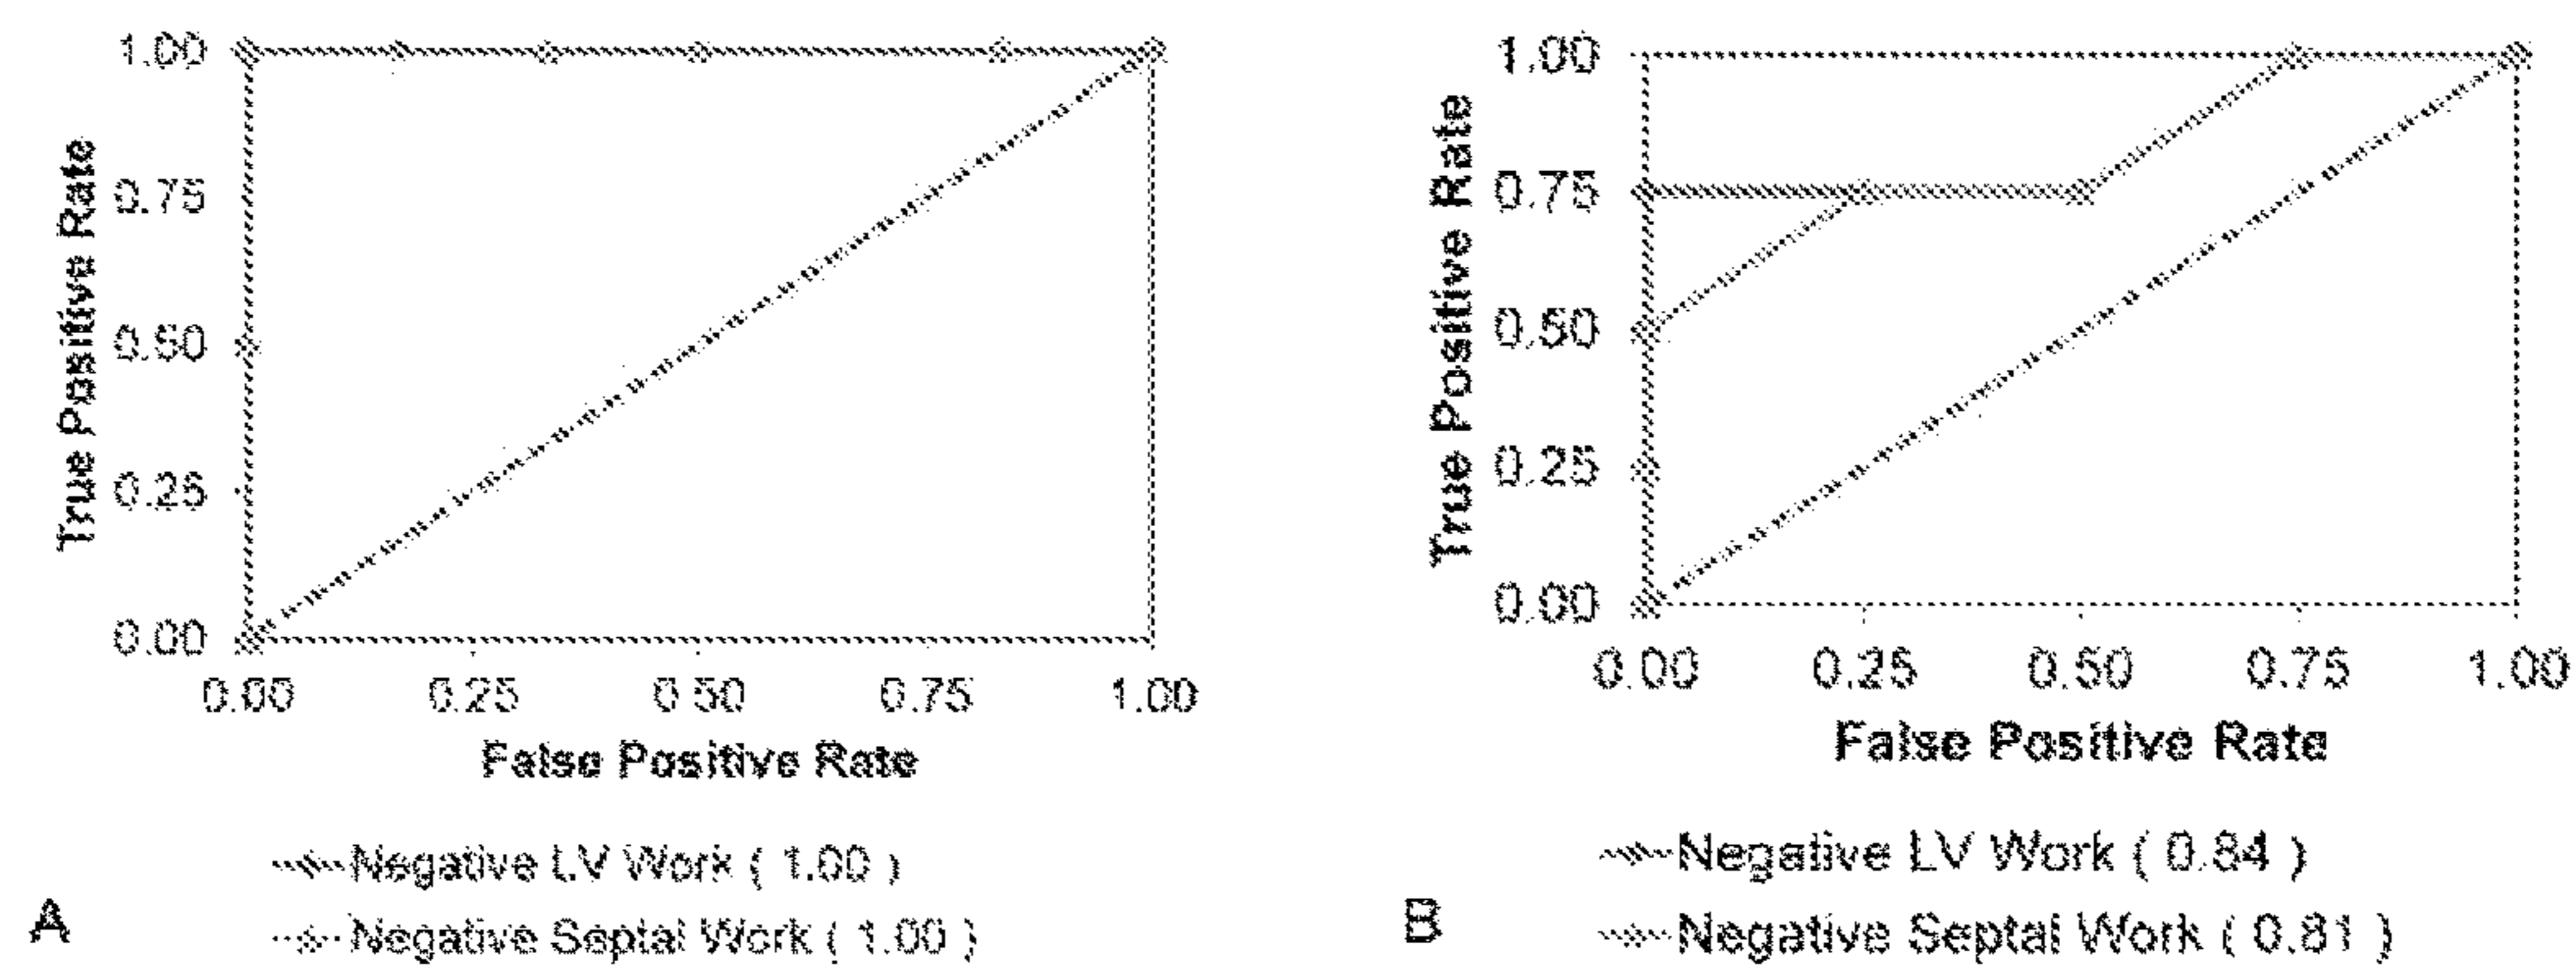 1.00
0.75
0.50
0.25
0.00
True Positive Rate
0.00 0.25 0.50 0.75 1.00
False Positive Rate
Negative LV Work ( 1.00 )
Negative Septal Work ( 1.00 )
A
1.00
0.75
0.50
0.25
0.00
True Positive Rate
0.00 0.25 0.50 0.75 1.00
False Positive Rate
Negative LV Work ( 0.84 )
Negative Septal Work ( 0.81 )
B